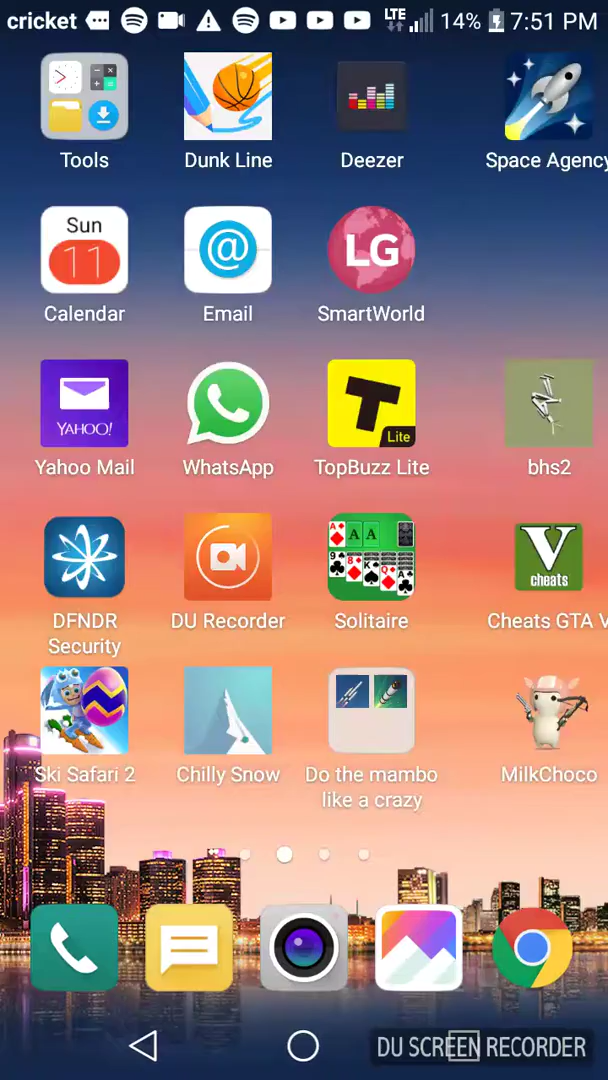 cricket LTE 14% 7:51 PM
Tools Dunk Line Deezer Space Agency
Sun
11
@
LG
Calendar Email SmartWorld
YAHOO!
T
Lite
Yahoo Mail WhatsApp TopBuzz Lite bhs2
A A A
9 8 K Q A
V
cheats
DFNDR Security DU Recorder Solitaire Cheats GTA V
Ski Safari 2 Chilly Snow Do the mambo like a crazy MilkChoco
DU SCREEN RECORDER